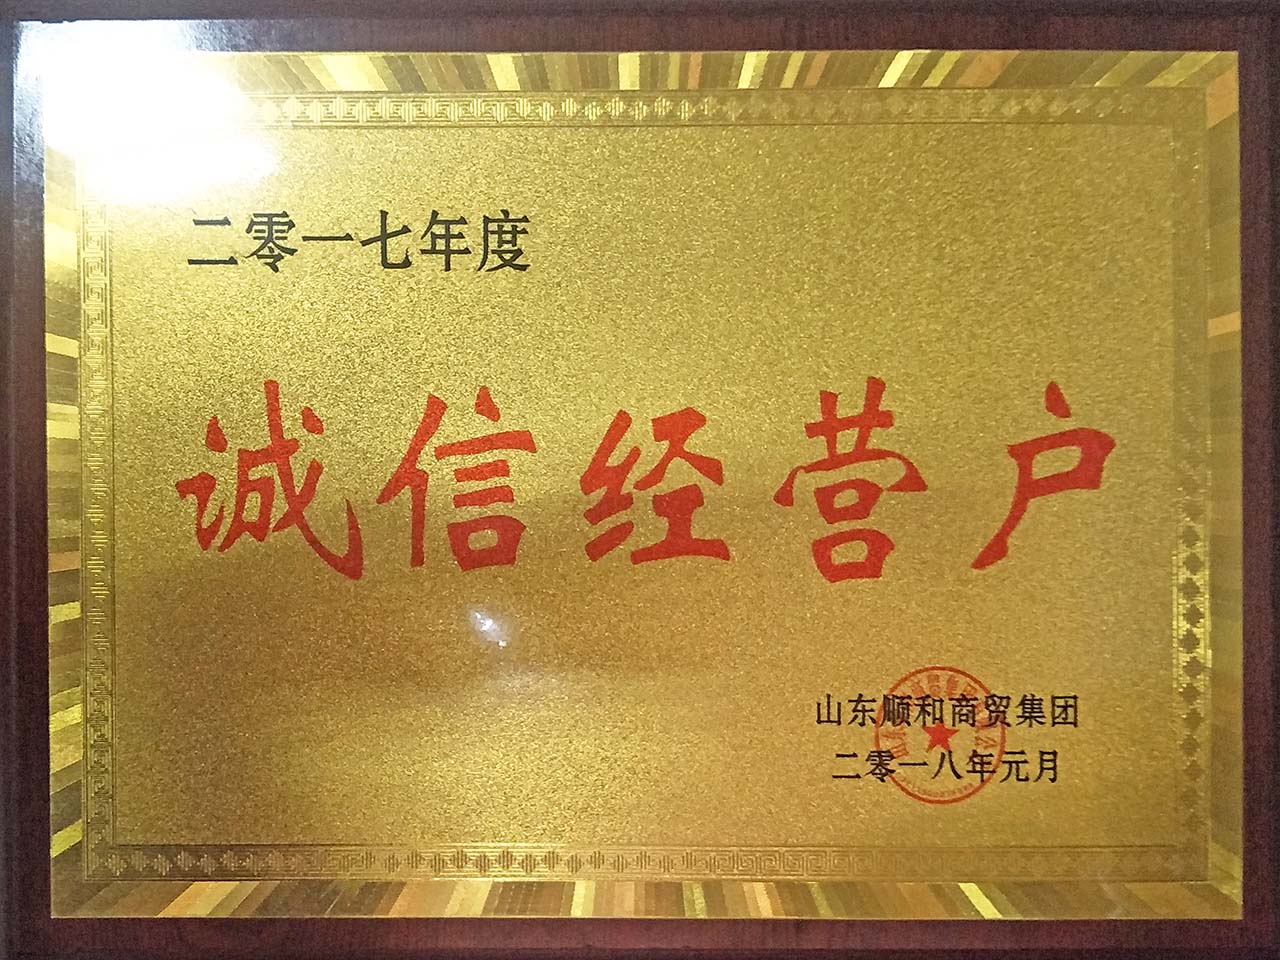 二零一七年度
诚信经营户
山东顺和商贸集团
二零一八年元月